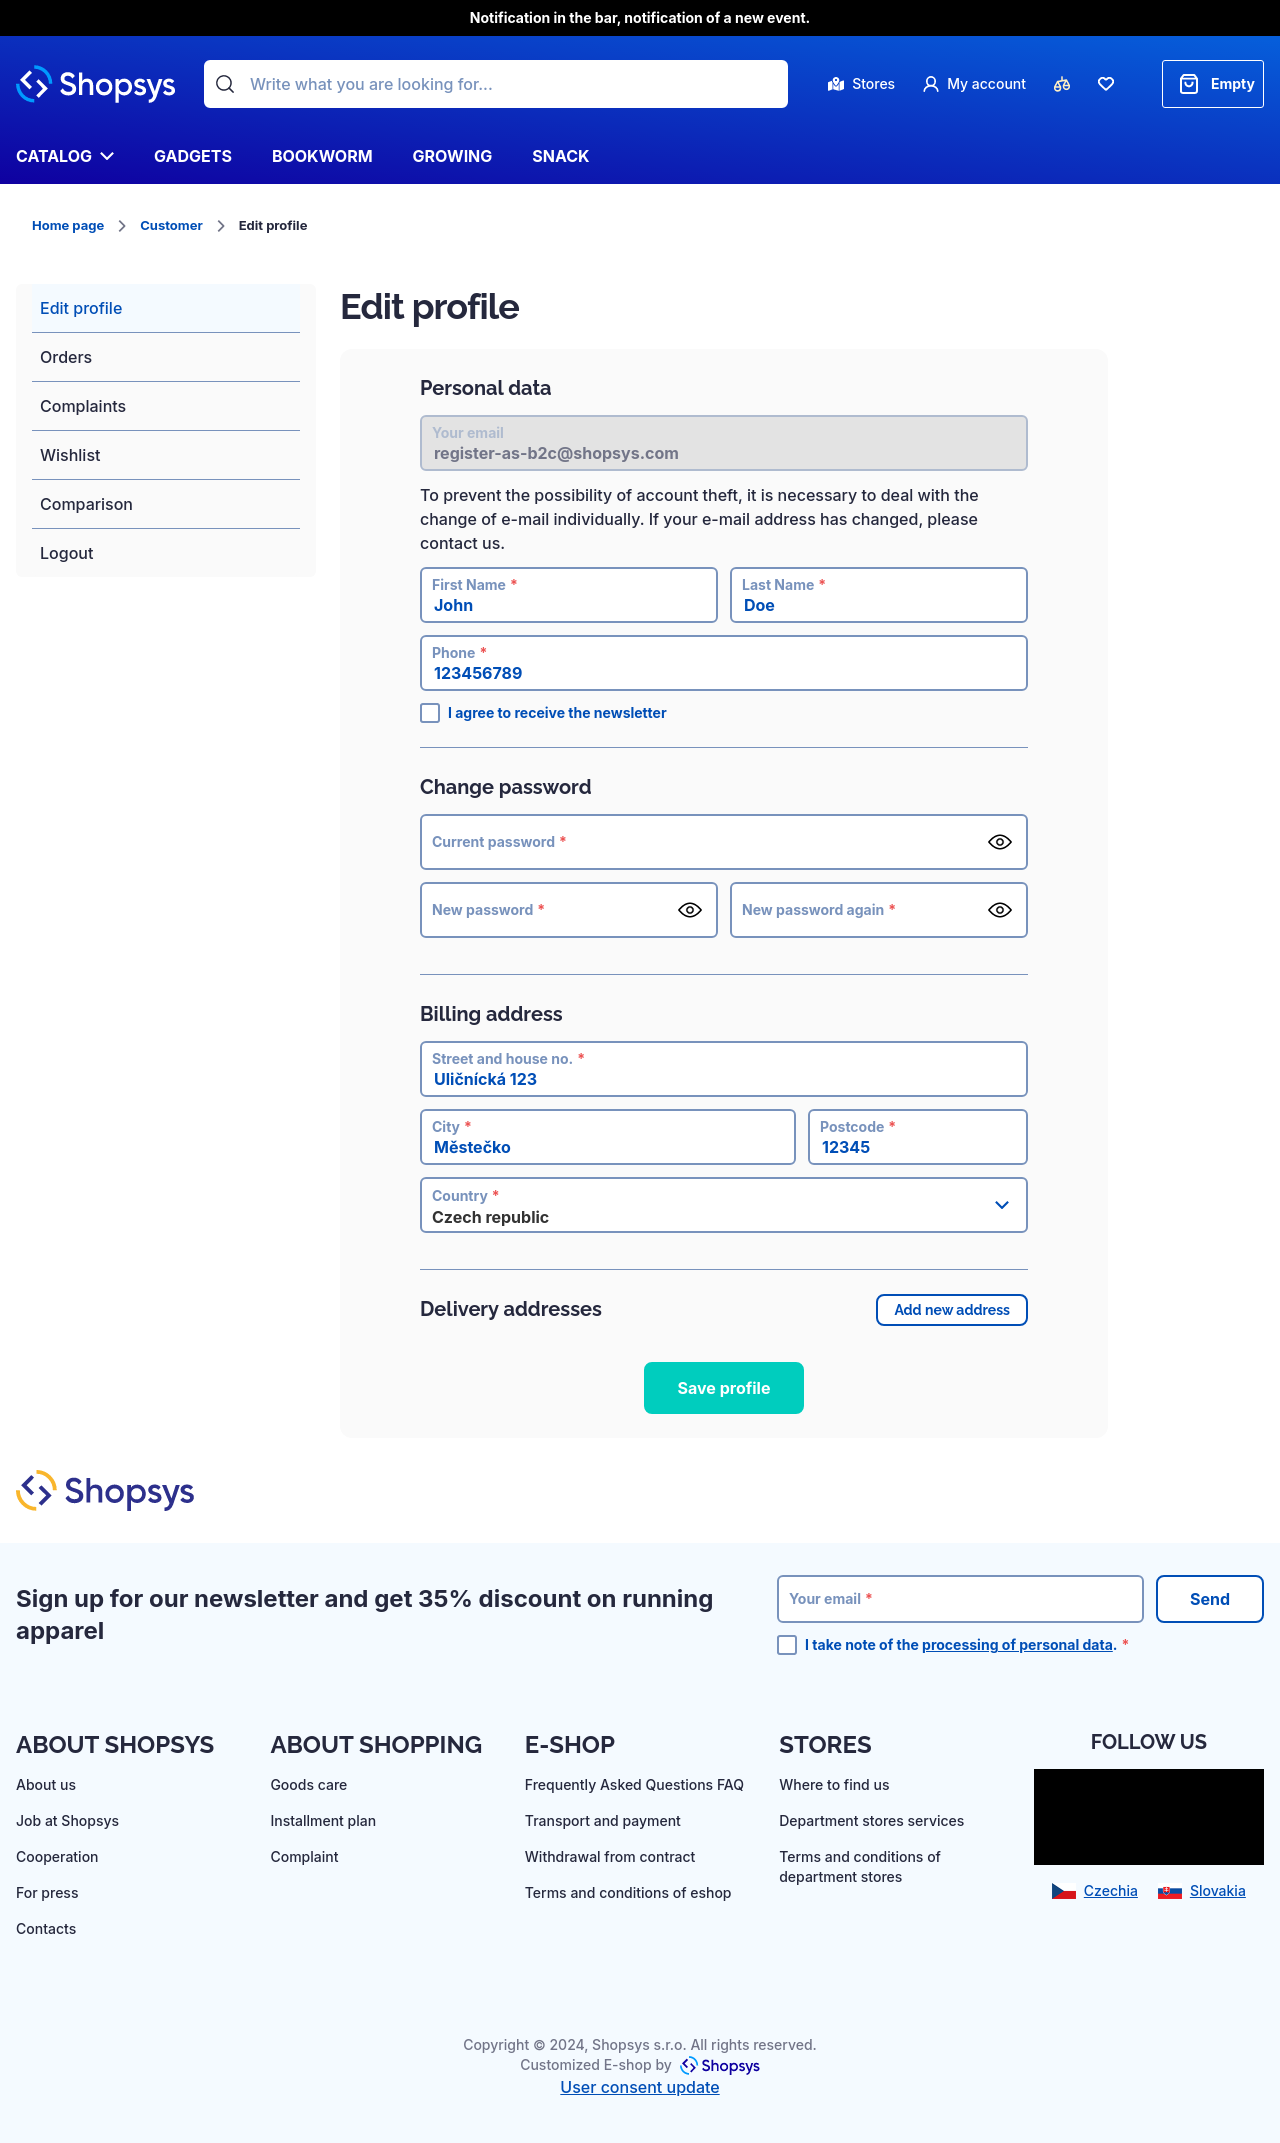 Notification in the bar, notification of a new event.
Shopsys
Write what you are looking for...
Stores
My account
Empty
CATALOG
GADGETS
BOOKWORM
GROWING
SNACK
Home page
Customer
Edit profile
Edit profile
Orders
Complaints
Wishlist
Comparison
Logout
Edit profile
Personal data
Your email
register-as-b2c@shopsys.com
To prevent the possibility of account theft, it is necessary to deal with the
change of e-mail individually. If your e-mail address has changed, please
contact us.
First Name *
John
Last Name *
Doe
Phone *
123456789
I agree to receive the newsletter
Change password
Current password *
New password *
New password again *
Billing address
Street and house no. *
Uličnícká 123
City *
Městečko
Postcode *
12345
Country *
Czech republic
Delivery addresses
Add new address
Save profile
Shopsys
Sign up for our newsletter and get 35% discount on running
apparel
Your email *
Send
I take note of the processing of personal data. *
ABOUT SHOPSYS
About us
Job at Shopsys
Cooperation
For press
Contacts
ABOUT SHOPPING
Goods care
Installment plan
Complaint
E-SHOP
Frequently Asked Questions FAQ
Transport and payment
Withdrawal from contract
Terms and conditions of eshop
STORES
Where to find us
Department stores services
Terms and conditions of
department stores
FOLLOW US
Czechia
Slovakia
Copyright © 2024, Shopsys s.r.o. All rights reserved.
Customized E-shop by Shopsys
User consent update